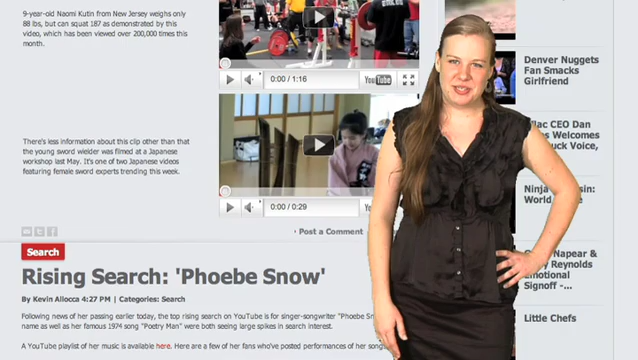 9-year-old Naomi Kutin from New Jersey weighs only
88 lbs, but can squat 187 as demonstrated by this
video, which has been viewed over 200,000 times this
month.
0:00 / 1:16
YouTube
There's less information about this clip other than that
the young sword wielder was filmed at a Japanese
workshop last May. It's one of two Japanese videos
featuring female sword experts trending this week.
0:00 / 0:29
Post a Comment
Search
Rising Search: 'Phoebe Snow'
By Kevin Allocca 4:27 PM | Categories: Search
Following news of her passing earlier today, the top rising search on YouTube is for singer-songwriter "Phoebe
name as well as her famous 1974 song "Poetry Man" were both seeing large spikes in search interest.
A YouTube playlist of her music is available here. Here are a few of her fans who've posted performances of her
Denver Nuggets
Fan Smacks
Girlfriend
CEO Dan
Welcomes
Voice,
Ninja
World
Napear &
Reynolds
Emotional
Signoff -...
Little Chefs